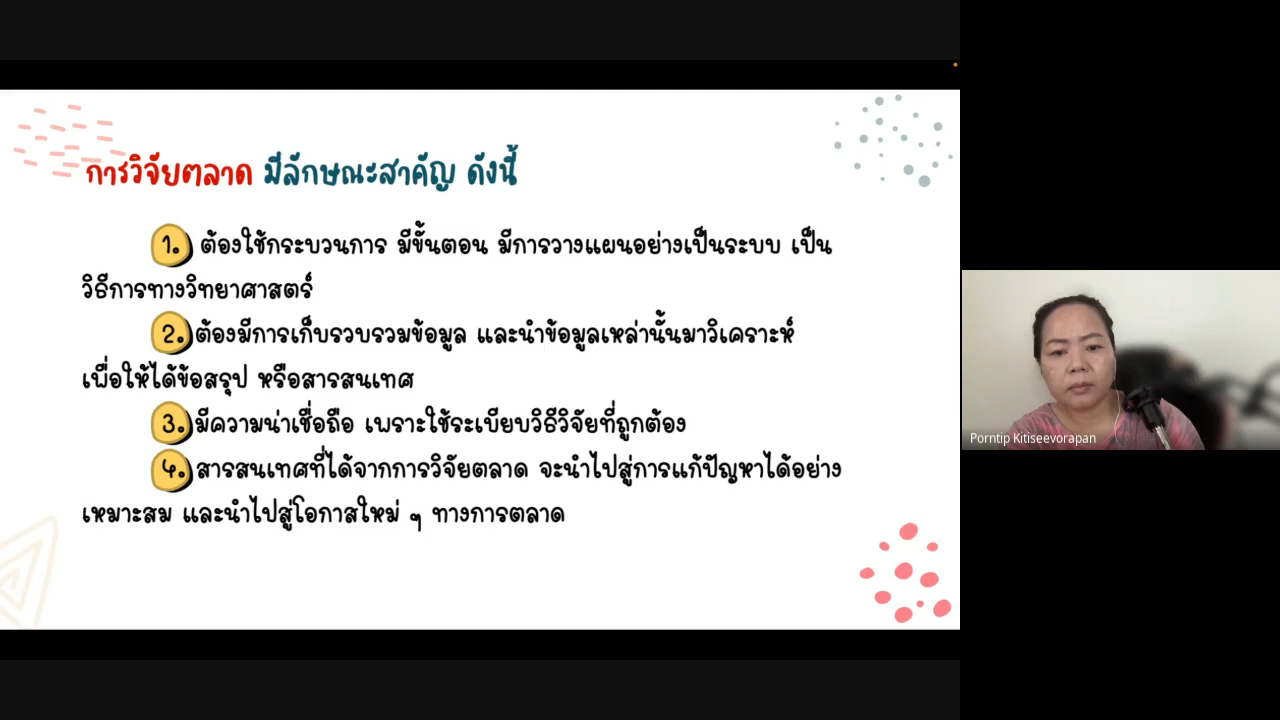 การวิจัยตลาด มีลักษณะสำคัญ ดังนี้
1. ต้องใช้กระบวนการ มีขั้นตอน มีการวางแผนอย่างเป็นระบบ เป็น
วิธีการทางวิทยาศาสตร์
2. ต้องมีการเก็บรวบรวมข้อมูล และนำข้อมูลเหล่านั้นมาวิเคราะห์
เพื่อให้ได้ข้อสรุป หรือสารสนเทศ
3. มีความน่าเชื่อถือ เพราะใช้ระเบียบวิธีวิจัยที่ถูกต้อง
4. สารสนเทศที่ได้จากการวิจัยตลาด จะนำไปสู่การแก้ปัญหาได้อย่าง
เหมาะสม และนำไปสู่โอกาสใหม่ ๆ ทางการตลาด
Porntip Kitiseevorapan